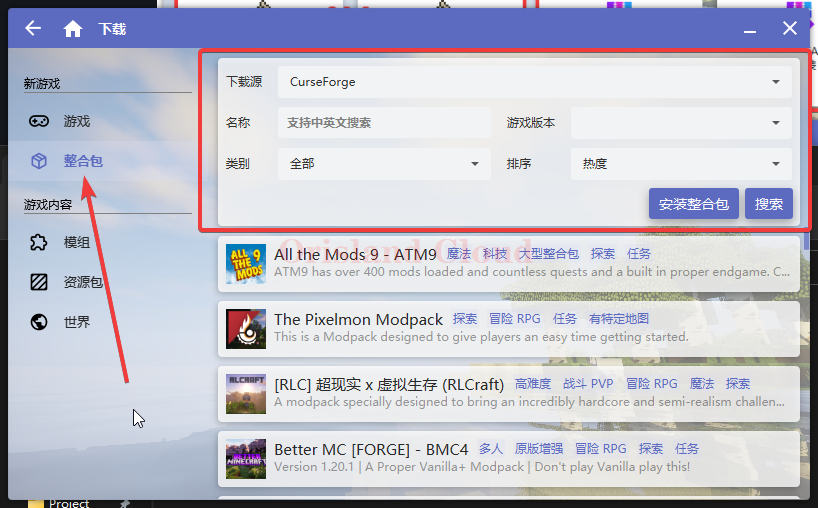 下载
新游戏
游戏
整合包
游戏内容
模组
资源包
世界
下载源
CurseForge
名称
支持中英文搜索
游戏版本
类别
全部
排序
热度
安装整合包
搜索
Orisland Cloud
ALL THE MODS 9
All the Mods 9 - ATM9 魔法 科技 大型整合包 探索 任务
ATM9 has over 400 mods loaded and countless quests and a built in proper endgame. C...
The Pixelmon Modpack 探索 冒险 RPG 任务 有特定地图
This is a Modpack designed to give players an easy time getting started.
RLCRAFT
[RLC] 超现实 x 虚拟生存 (RLCraft) 高难度 战斗 PVP 冒险 RPG 魔法 探索
A modpack specially designed to bring an incredibly hardcore and semi-realism challen...
BETTER MINECRAFT
Better MC [FORGE] - BMC4 多人 原版增强 冒险 RPG 探索 任务
Version 1.20.1 | A Proper Vanilla+ Modpack | Don't play Vanilla play this!
Project